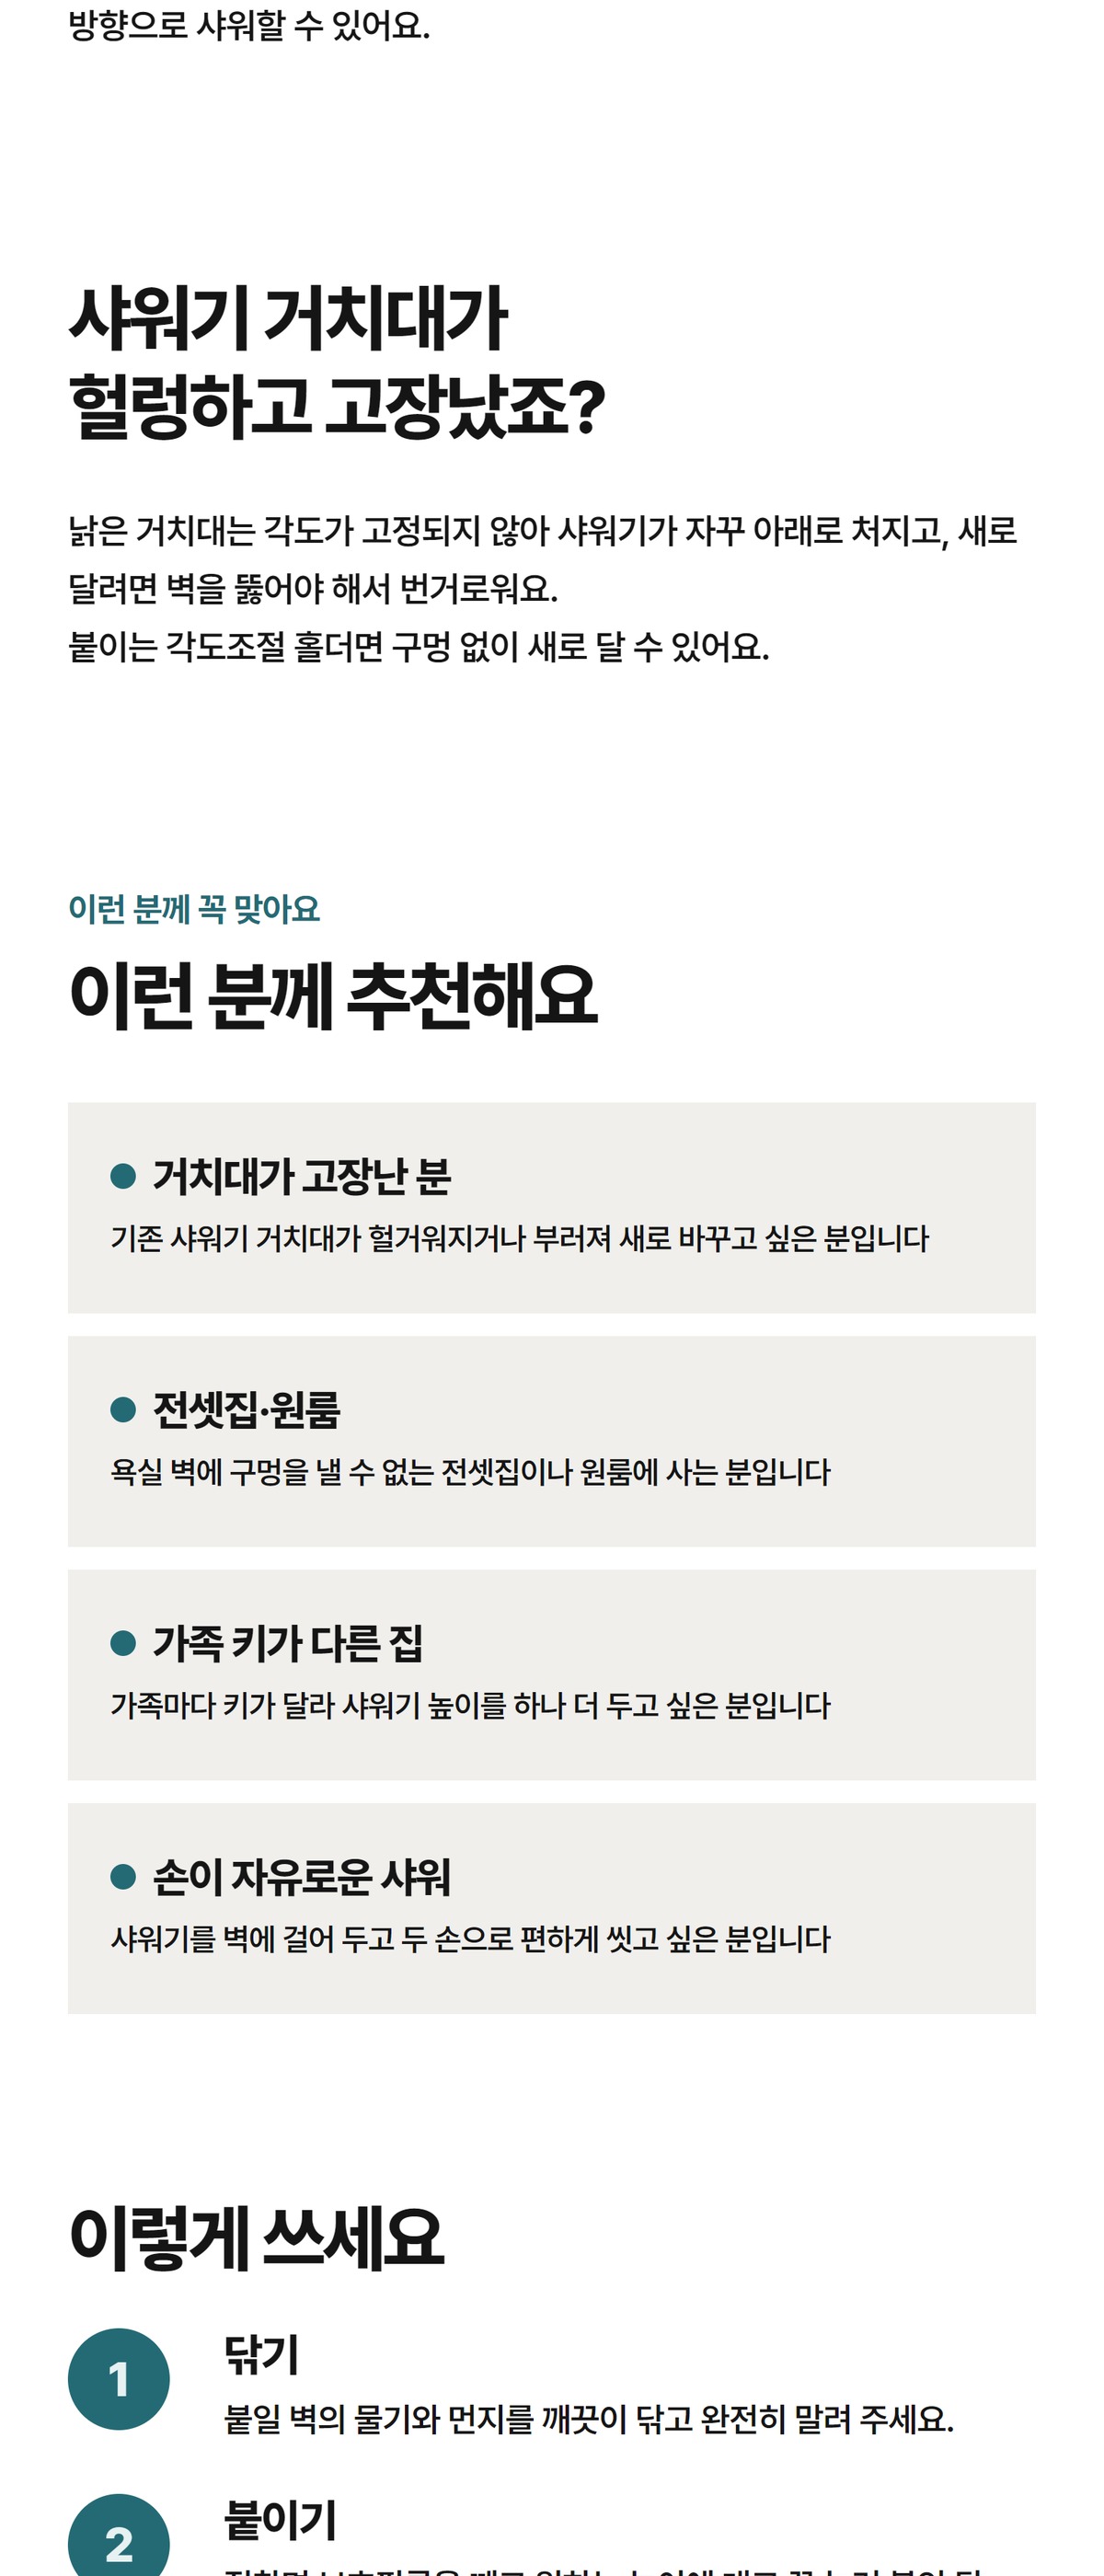 방향으로 샤워할 수 있어요.
샤워기 거치대가
헐렁하고 고장났죠?
낡은 거치대는 각도가 고정되지 않아 샤워기가 자꾸 아래로 처지고, 새로
달려면 벽을 뚫어야 해서 번거로워요.
붙이는 각도조절 홀더면 구멍 없이 새로 달 수 있어요.
이런 분께 꼭 맞아요
이런 분께 추천해요
거치대가 고장난 분
기존 샤워기 거치대가 헐거워지거나 부러져 새로 바꾸고 싶은 분입니다
전셋집·원룸
욕실 벽에 구멍을 낼 수 없는 전셋집이나 원룸에 사는 분입니다
가족 키가 다른 집
가족마다 키가 달라 샤워기 높이를 하나 더 두고 싶은 분입니다
손이 자유로운 샤워
샤워기를 벽에 걸어 두고 두 손으로 편하게 씻고 싶은 분입니다
이렇게 쓰세요
1
닦기
붙일 벽의 물기와 먼지를 깨끗이 닦고 완전히 말려 주세요.
2
붙이기